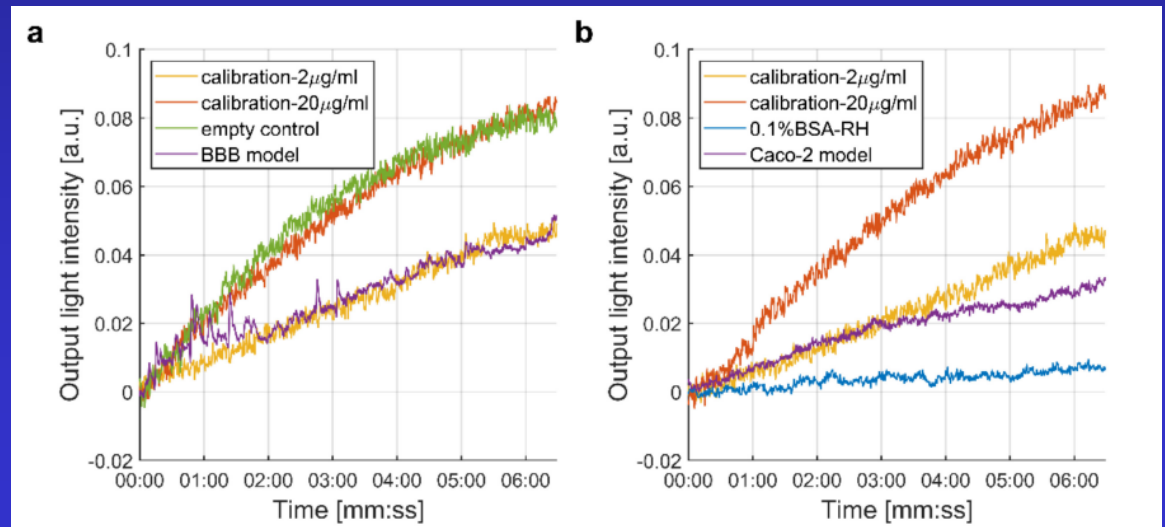 a
0.1
0.08
0.06
0.04
0.02
0
-0.02
Output light intensity [a.u.]
calibration-2μg/ml
calibration-20μg/ml
empty control
BBB model
00:00 01:00 02:00 03:00 04:00 05:00 06:00
Time [mm:ss]
b
0.1
0.08
0.06
0.04
0.02
0
-0.02
Output light intensity [a.u.]
calibration-2μg/ml
calibration-20μg/ml
0.1%BSA-RH
Caco-2 model
00:00 01:00 02:00 03:00 04:00 05:00 06:00
Time [mm:ss]